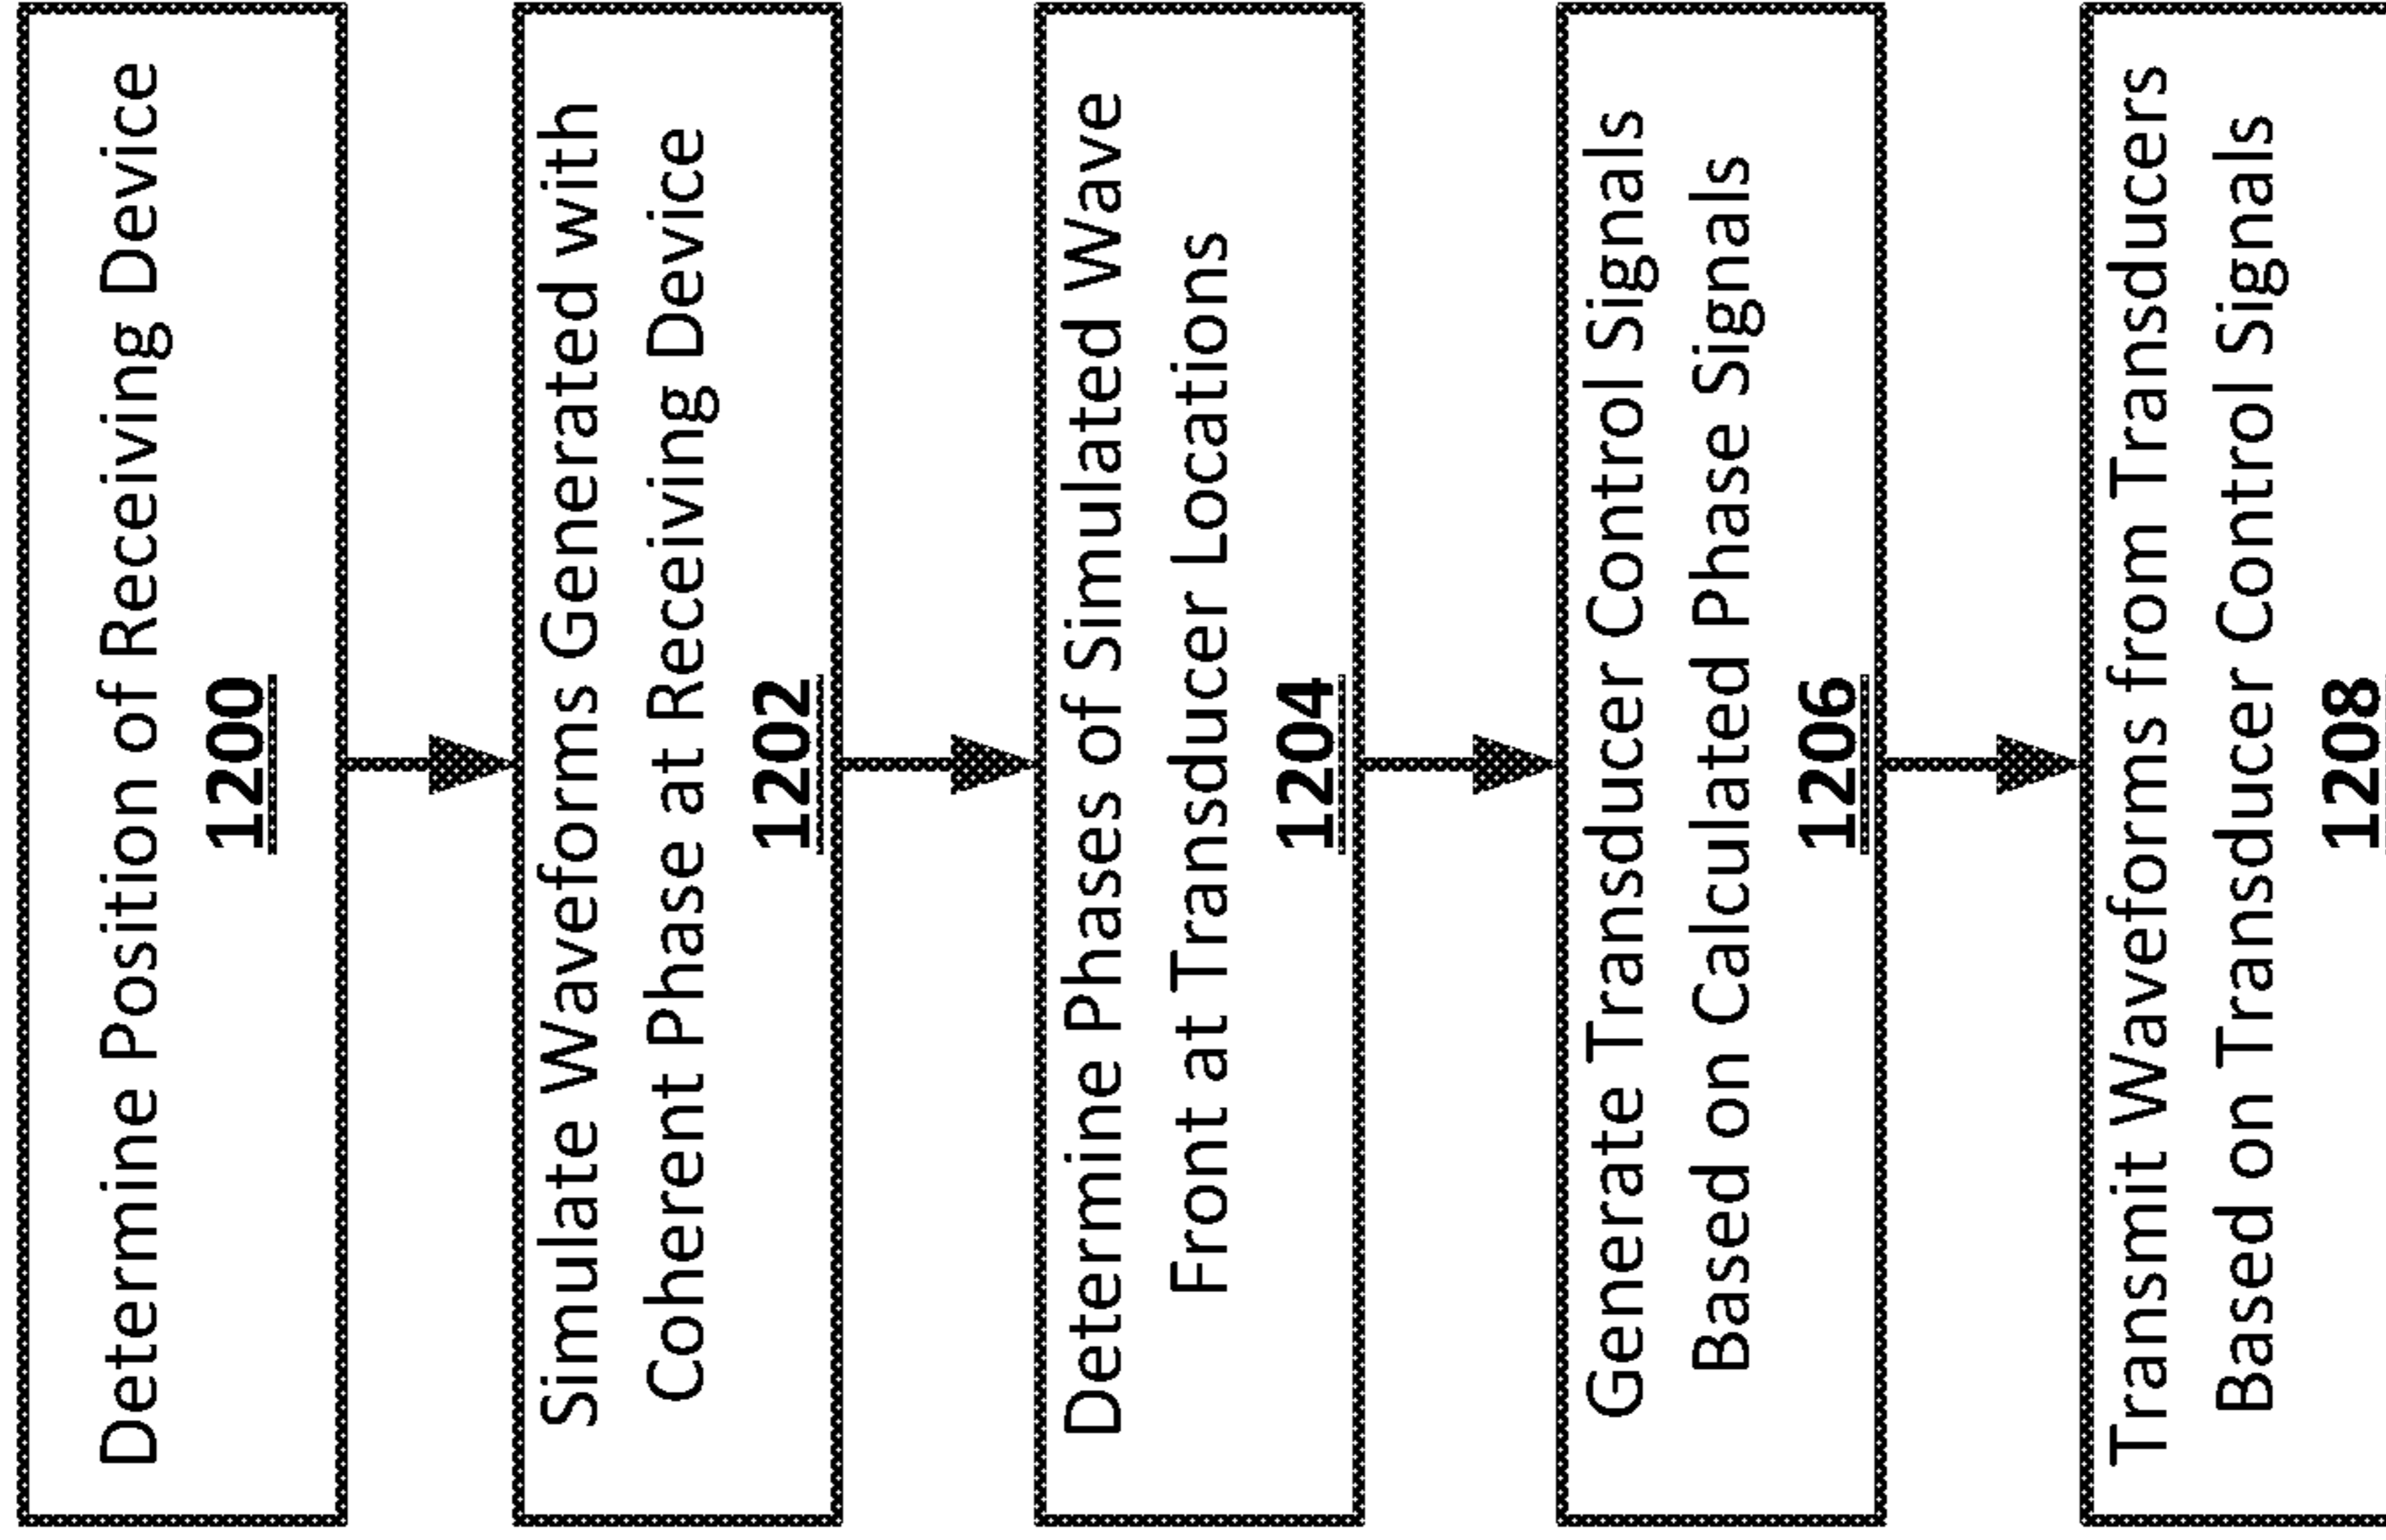 Determine Position of Receiving Device
1200
Simulate Waveforms Generated with
Coherent Phase at Receiving Device
1202
Determine Phases of Simulated Wave
Front at Transducer Locations
1204
Generate Transducer Control Signals
Based on Calculated Phase Signals
1206
Transmit Waveforms from Transducers
Based on Transducer Control Signals
1208